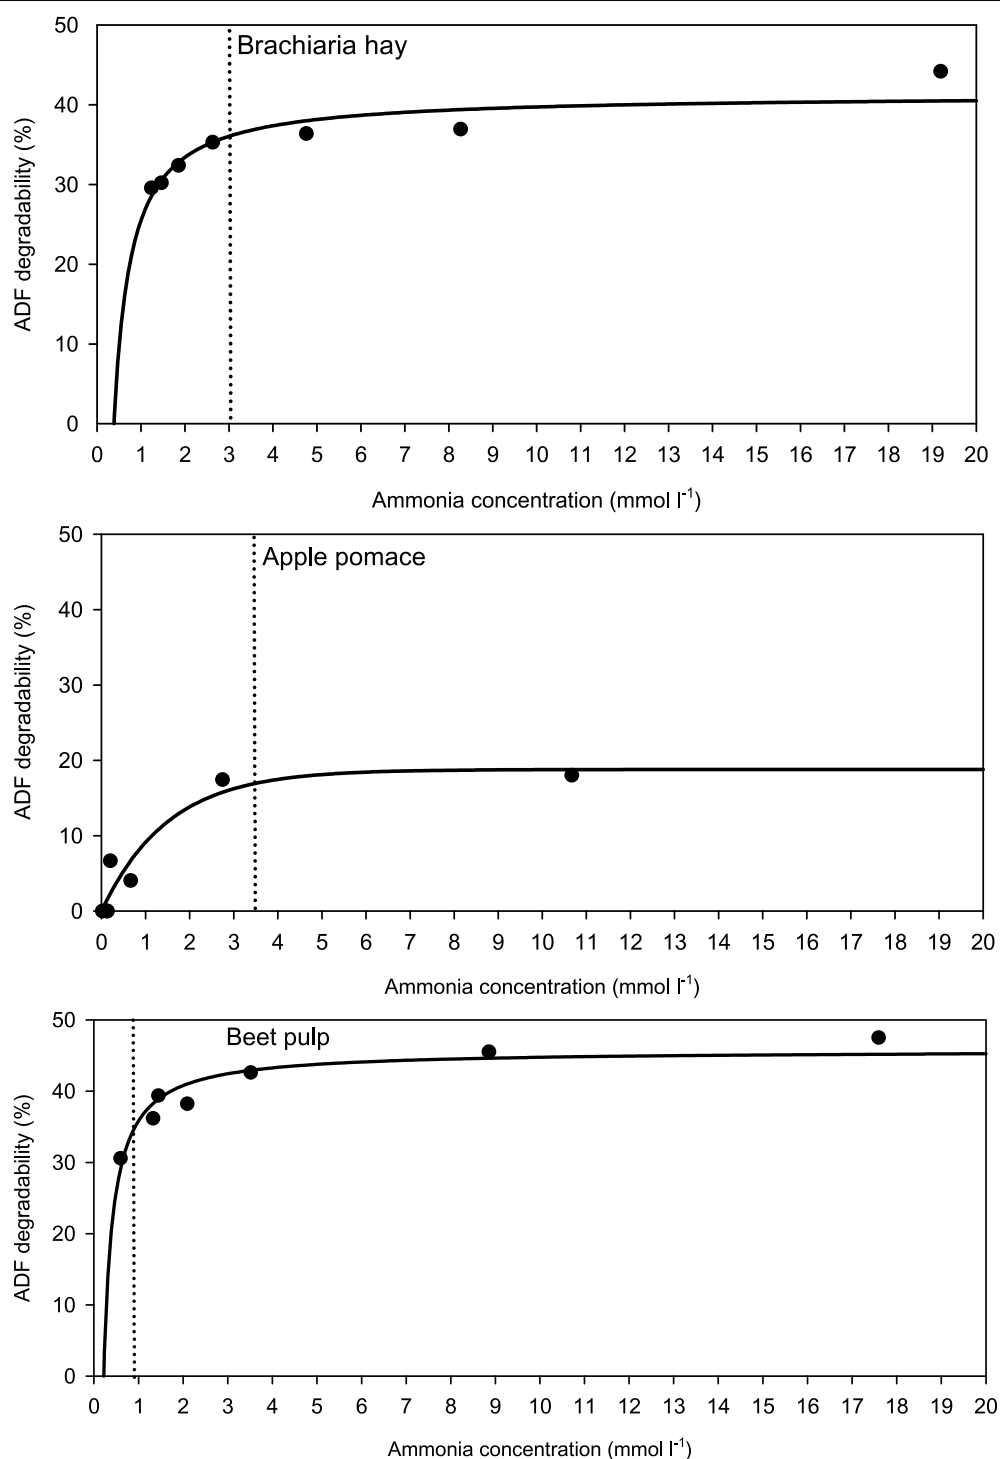 50
Brachiaria hay
40
30
20
10
0
ADF degradability (%)
0 1 2 3 4 5 6 7 8 9 10 11 12 13 14 15 16 17 18 19 20
Ammonia concentration (mmol l⁻¹)
50
Apple pomace
40
30
20
10
0
ADF degradability (%)
0 1 2 3 4 5 6 7 8 9 10 11 12 13 14 15 16 17 18 19 20
Ammonia concentration (mmol l⁻¹)
50
Beet pulp
40
30
20
10
0
ADF degradability (%)
0 1 2 3 4 5 6 7 8 9 10 11 12 13 14 15 16 17 18 19 20
Ammonia concentration (mmol l⁻¹)